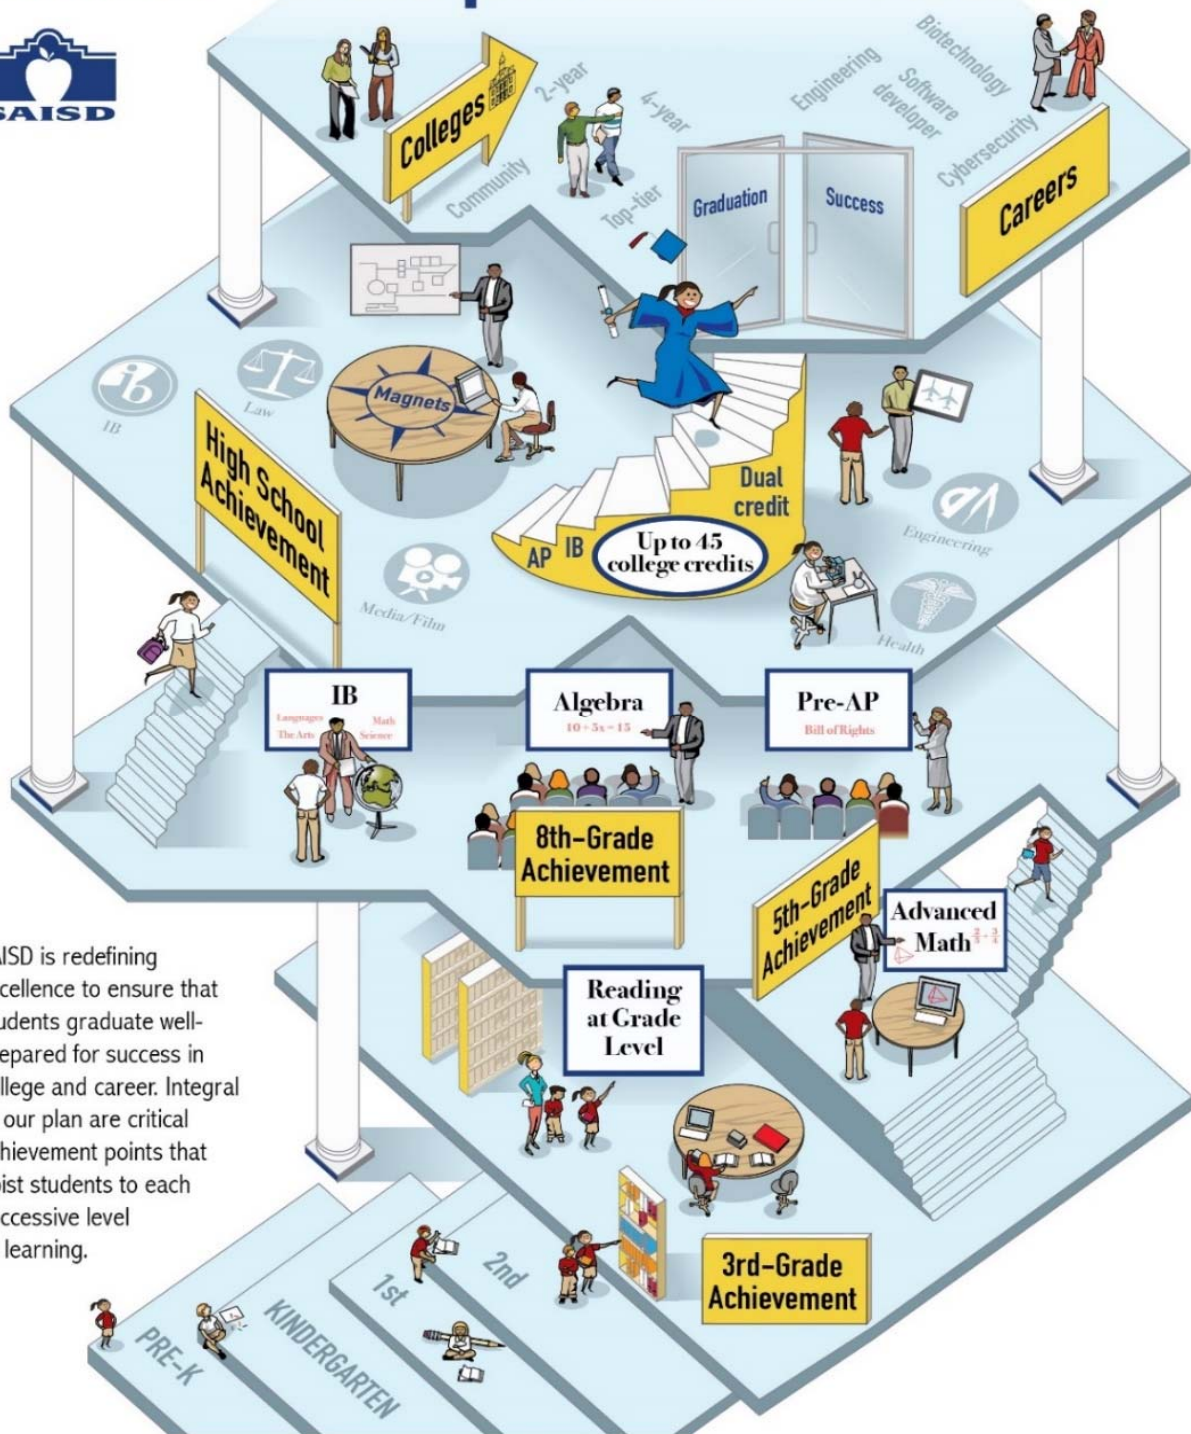 SAISD
Colleges
2-year
4-year
Community
Top-tier
Engineering
Biotechnology
Software
developer
Cybersecurity
Graduation
Success
Careers
IB
Law
Magnets
High School
Achievement
Media/Film
AP
IB
Dual
credit
Up to 45
college credits
Engineering
Health
IB
Languages
Math
The Arts
Science
Algebra
10 + 5x = 15
Pre-AP
Bill of Rights
8th-Grade
Achievement
5th-Grade
Achievement
Advanced
Math
Reading
at Grade
Level
AISD is redefining
xcellence to ensure that
udents graduate well-
epared for success in
llege and career. Integral
our plan are critical
hievement points that
ist students to each
ccessive level
learning.
3rd-Grade
Achievement
2nd
1st
KINDERGARTEN
PRE-K